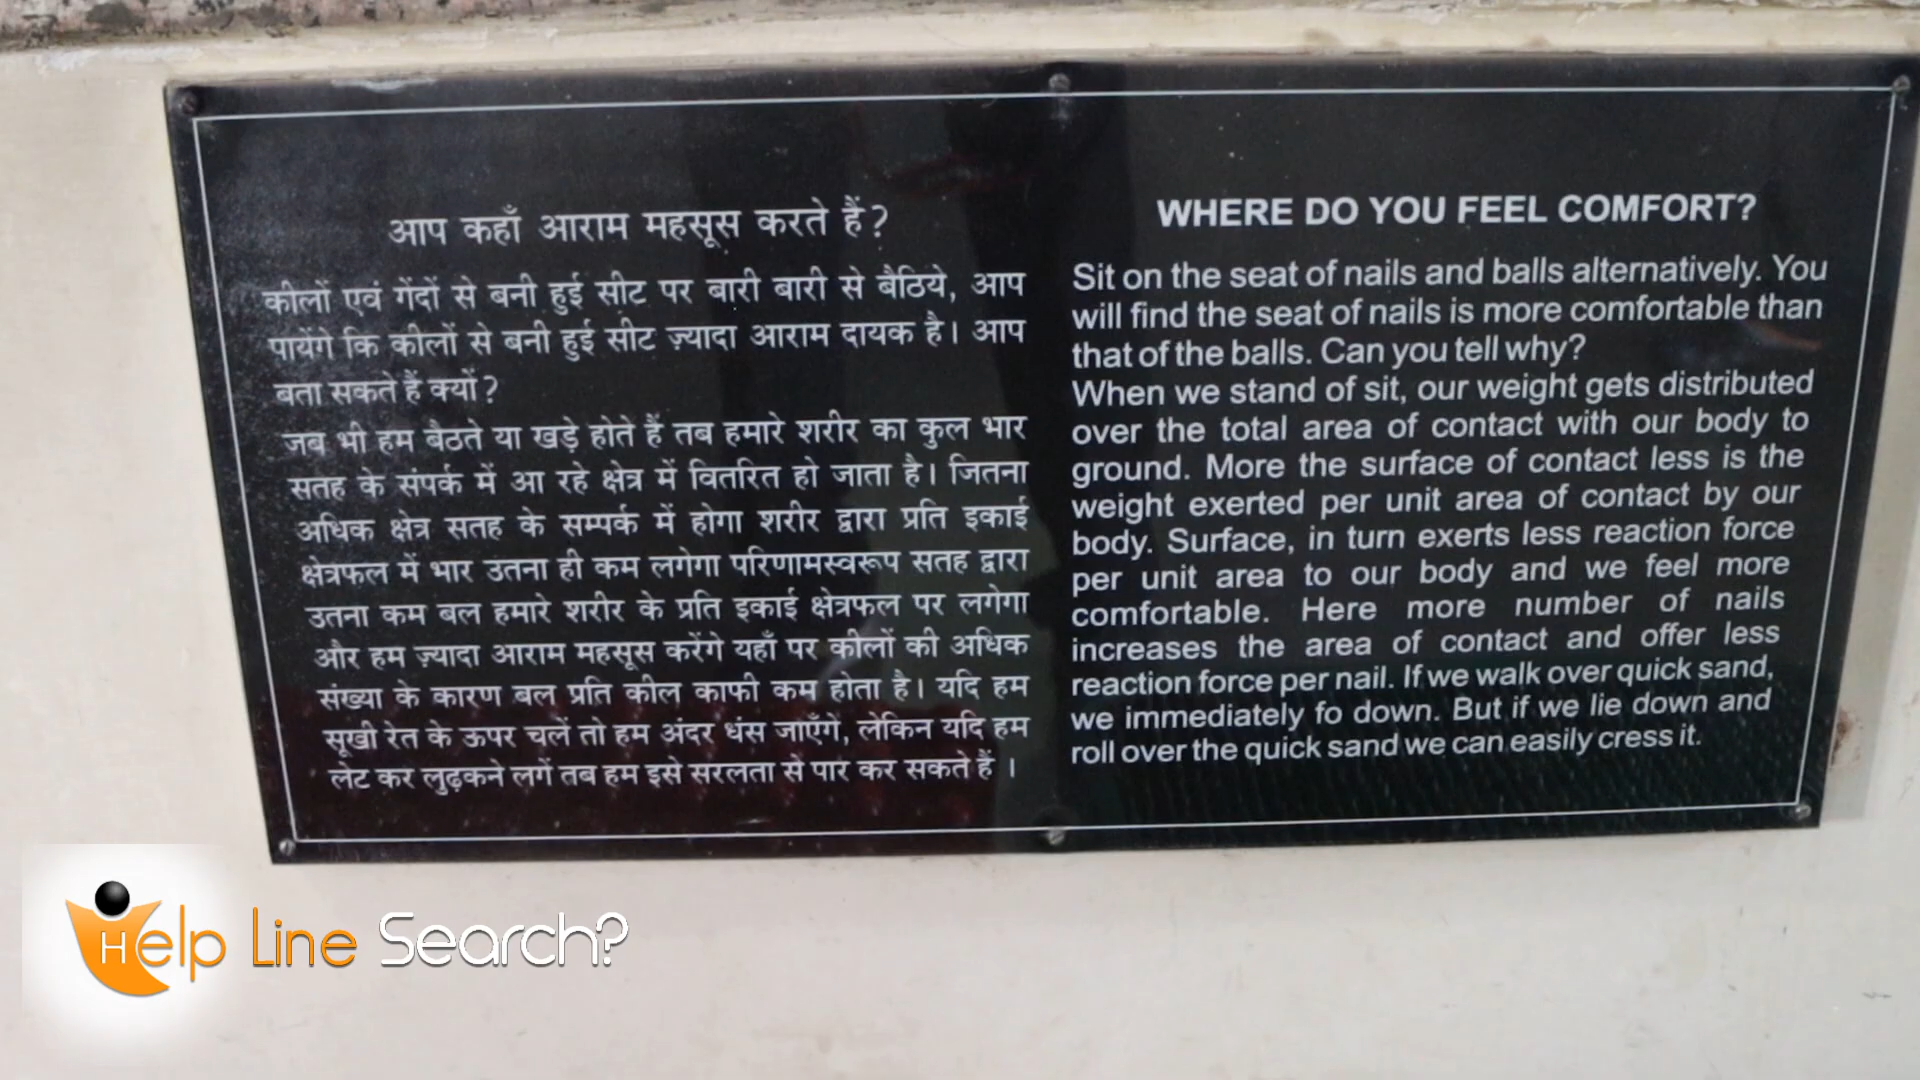 आप कहाँ आराम महसूस करते हैं?
कीलों एवं गेंदों से बनी हुई सीट पर बारी बारी से बैठिये, आप
पायेंगे कि कीलों से बनी हुई सीट ज़्यादा आराम दायक है। आप
बता सकते हैं क्यों?
जब भी हम बैठते या खड़े होते हैं तब हमारे शरीर का कुल भार
सतह के संपर्क में आ रहे क्षेत्र में वितरित हो जाता है। जितना
अधिक क्षेत्र सतह के सम्पर्क में होगा शरीर द्वारा प्रति इकाई
क्षेत्रफल में भार उतना ही कम लगेगा परिणामस्वरूप सतह द्वारा
उतना कम बल हमारे शरीर के प्रति इकाई क्षेत्रफल पर लगेगा
और हम ज़्यादा आराम महसूस करेंगे यहाँ पर कीलों की अधिक
संख्या के कारण बल प्रति कील काफी कम होता है। यदि हम
सूखी रेत के ऊपर चलें तो हम अंदर धंस जाएँगें, लेकिन यदि हम
लेट कर लुढ़कने लगें तब हम इसे सरलता से पार कर सकते हैं ।
WHERE DO YOU FEEL COMFORT?
Sit on the seat of nails and balls alternatively. You
will find the seat of nails is more comfortable than
that of the balls. Can you tell why?
When we stand of sit, our weight gets distributed
over the total area of contact with our body to
ground. More the surface of contact less is the
weight exerted per unit area of contact by our
body. Surface, in turn exerts less reaction force
per unit area to our body and we feel more
comfortable. Here more number of nails
increases the area of contact and offer less
reaction force per nail. If we walk over quick sand,
we immediately fo down. But if we lie down and
roll over the quick sand we can easily cress it.
Help Line Search?